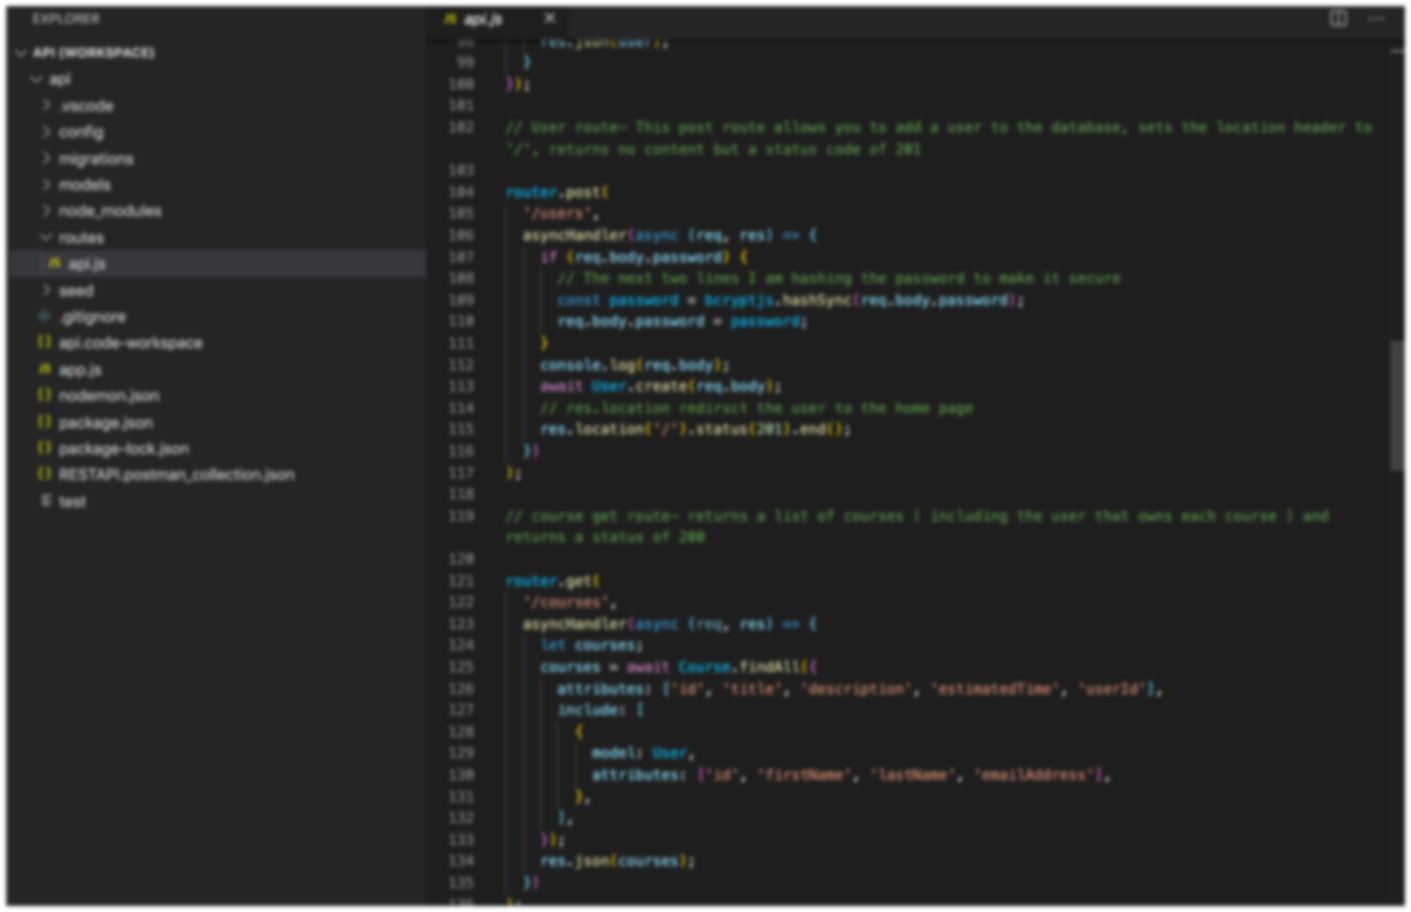 EXPLORER
API (WORKSPACE)
api
.vscode
config
migrations
models
node_modules
routes
JS api.js
seed
.gitignore
{} api.code-workspace
JS app.js
{} nodemon.json
{} package.json
{} package-lock.json
{} RESTAPI.postman_collection.json
test
JS api.js ×
98 res.json(user);
99 }
100 });
101
102 // User route- This post route allows you to add a user to the database, sets the location header to
'/', returns no content but a status code of 201
103
104 router.post(
105 '/users',
106 asyncHandler(async (req, res) => {
107 if (req.body.password) {
108 // The next two lines I am hashing the password to make it secure
109 const password = bcryptjs.hashSync(req.body.password);
110 req.body.password = password;
111 }
112 console.log(req.body);
113 await User.create(req.body);
114 // res.location redirsct the user to the home page
115 res.location('/').status(201).end();
116 })
117 );
118
119 // course get route- returns a list of courses ( including the user that owns each course ) and
returns a status of 200
120
121 router.get(
122 '/courses',
123 asyncHandler(async (req, res) => {
124 let courses;
125 courses = await Course.findAll({
126 attributes: ['id', 'title', 'description', 'estimatedTime', 'userId'],
127 include: [
128 {
129 model: User,
130 attributes: ['id', 'firstName', 'lastName', 'emailAddress'],
131 },
132 ],
133 });
134 res.json(courses);
135 })
136 );